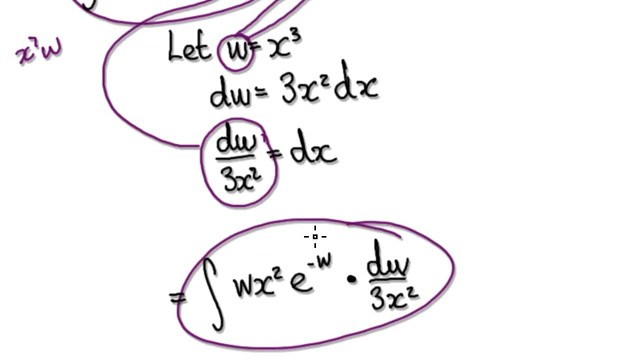 Let w = x³
x²w
dw = 3x² dx
dw/3x² = dx
= ∫ wx² e^-w · dw/3x²